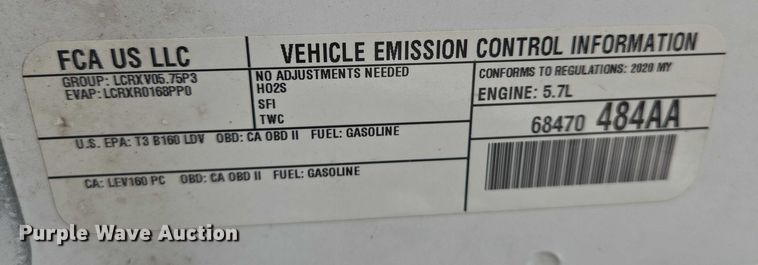 FCA US LLC
VEHICLE EMISSION CONTROL INFORMATION
GROUP: LCRXV05.75P3
EVAP: LCRXR0168PP0
NO ADJUSTMENTS NEEDED
HO2S
SFI
TWC
CONFORMS TO REGULATIONS: 2020 MY
ENGINE: 5.7L
68470 484AA
U.S. EPA: T3 B160 LDV OBD: CA OBD II FUEL: GASOLINE
CA: LEV160 PC OBD: CA OBD II FUEL: GASOLINE
Purple Wave Auction